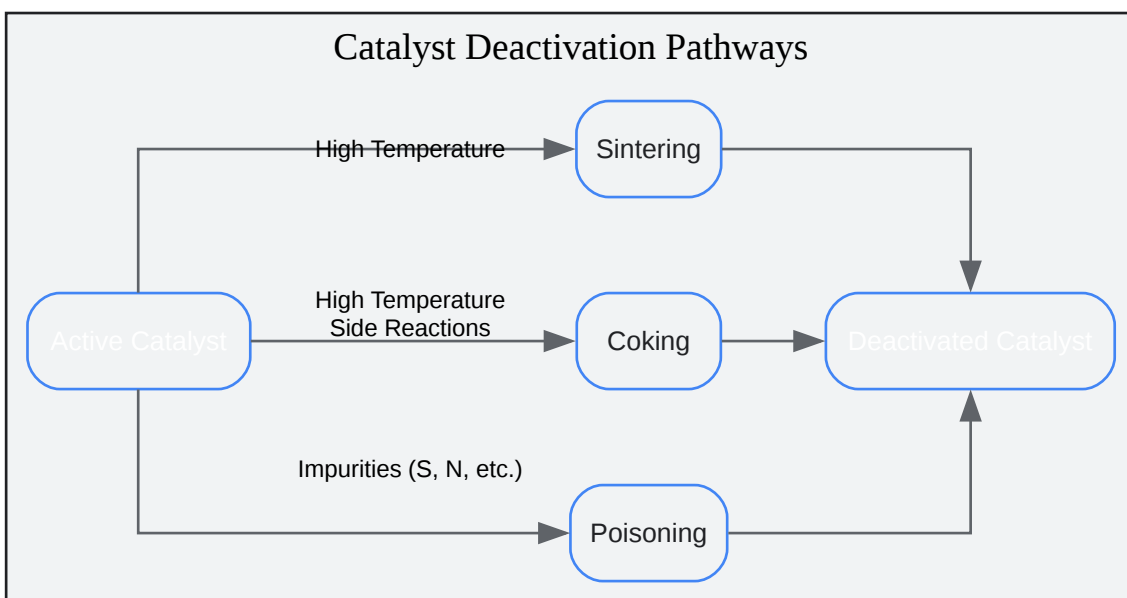 Catalyst Deactivation Pathways
High Temperature
Sintering
High Temperature
Side Reactions
Active Catalyst
Coking
Deactivated Catalyst
Impurities (S, N, etc.)
Poisoning